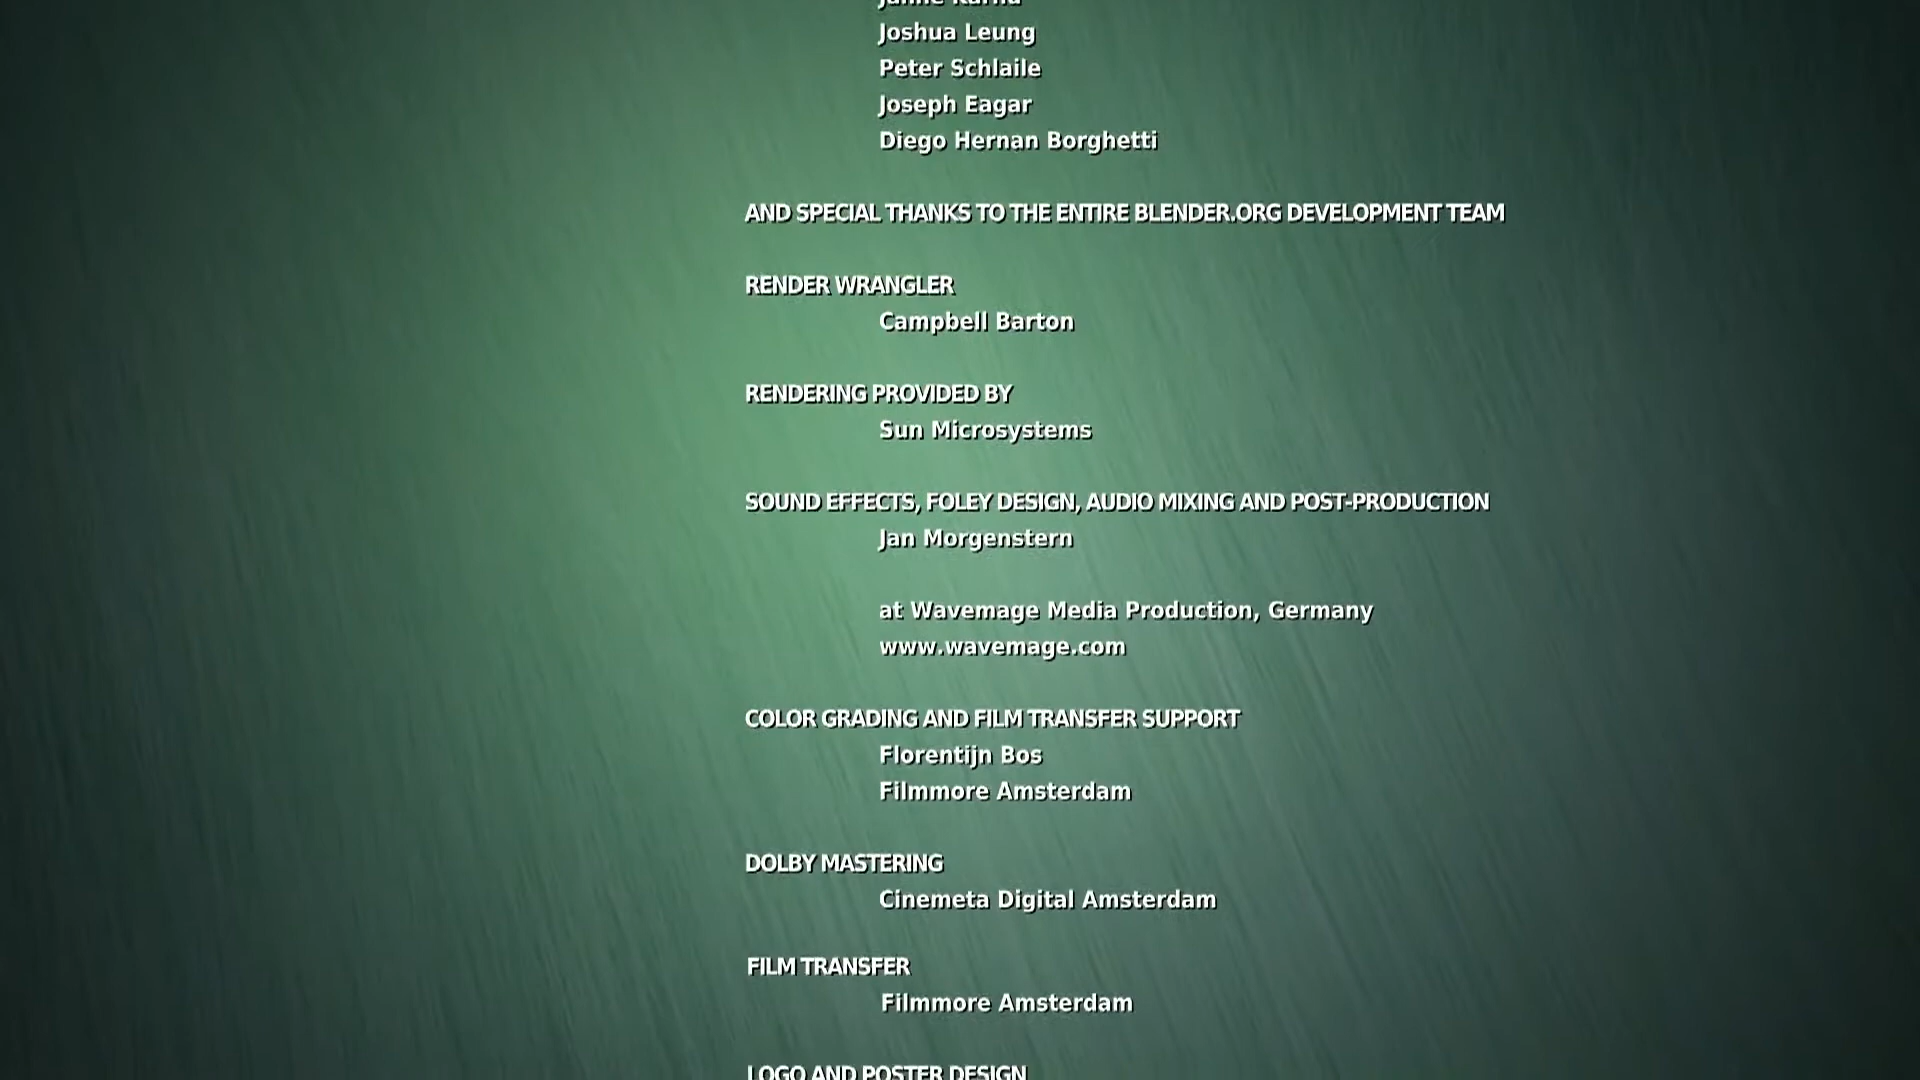 Joshua Leung
Peter Schlaile
Joseph Eagar
Diego Hernan Borghetti
AND SPECIAL THANKS TO THE ENTIRE BLENDER.ORG DEVELOPMENT TEAM
RENDER WRANGLER
Campbell Barton
RENDERING PROVIDED BY
Sun Microsystems
SOUND EFFECTS, FOLEY DESIGN, AUDIO MIXING AND POST-PRODUCTION
Jan Morgenstern
at Wavemage Media Production, Germany
www.wavemage.com
COLOR GRADING AND FILM TRANSFER SUPPORT
Florentijn Bos
Filmmore Amsterdam
DOLBY MASTERING
Cinemeta Digital Amsterdam
FILM TRANSFER
Filmmore Amsterdam
LOGO AND POSTER DESIGN